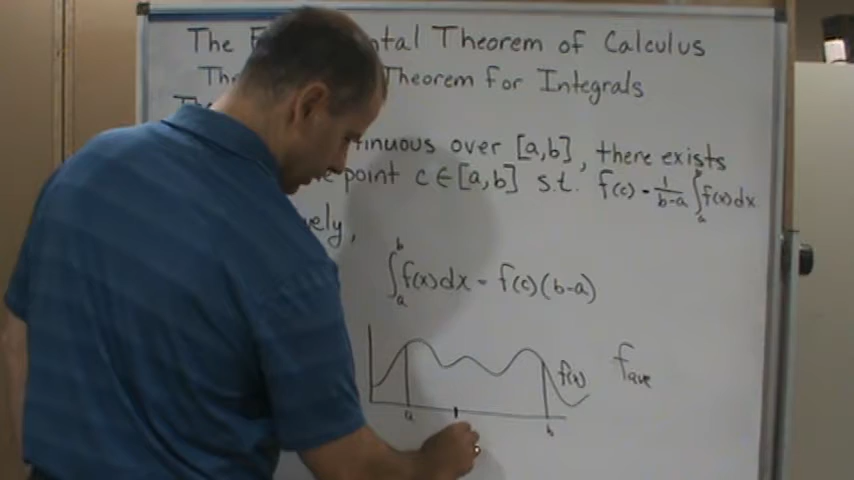 The F ntal Theorem of Calculus
The Theorem for Integrals
tinuous over [a,b], there exists
point c ∈ [a,b] s.t. f(c) = 1/(b-a) ∫_a^b f(x)dx
ely,
∫_a^b f(x)dx = f(c)(b-a)
f(x) f_ave
a b